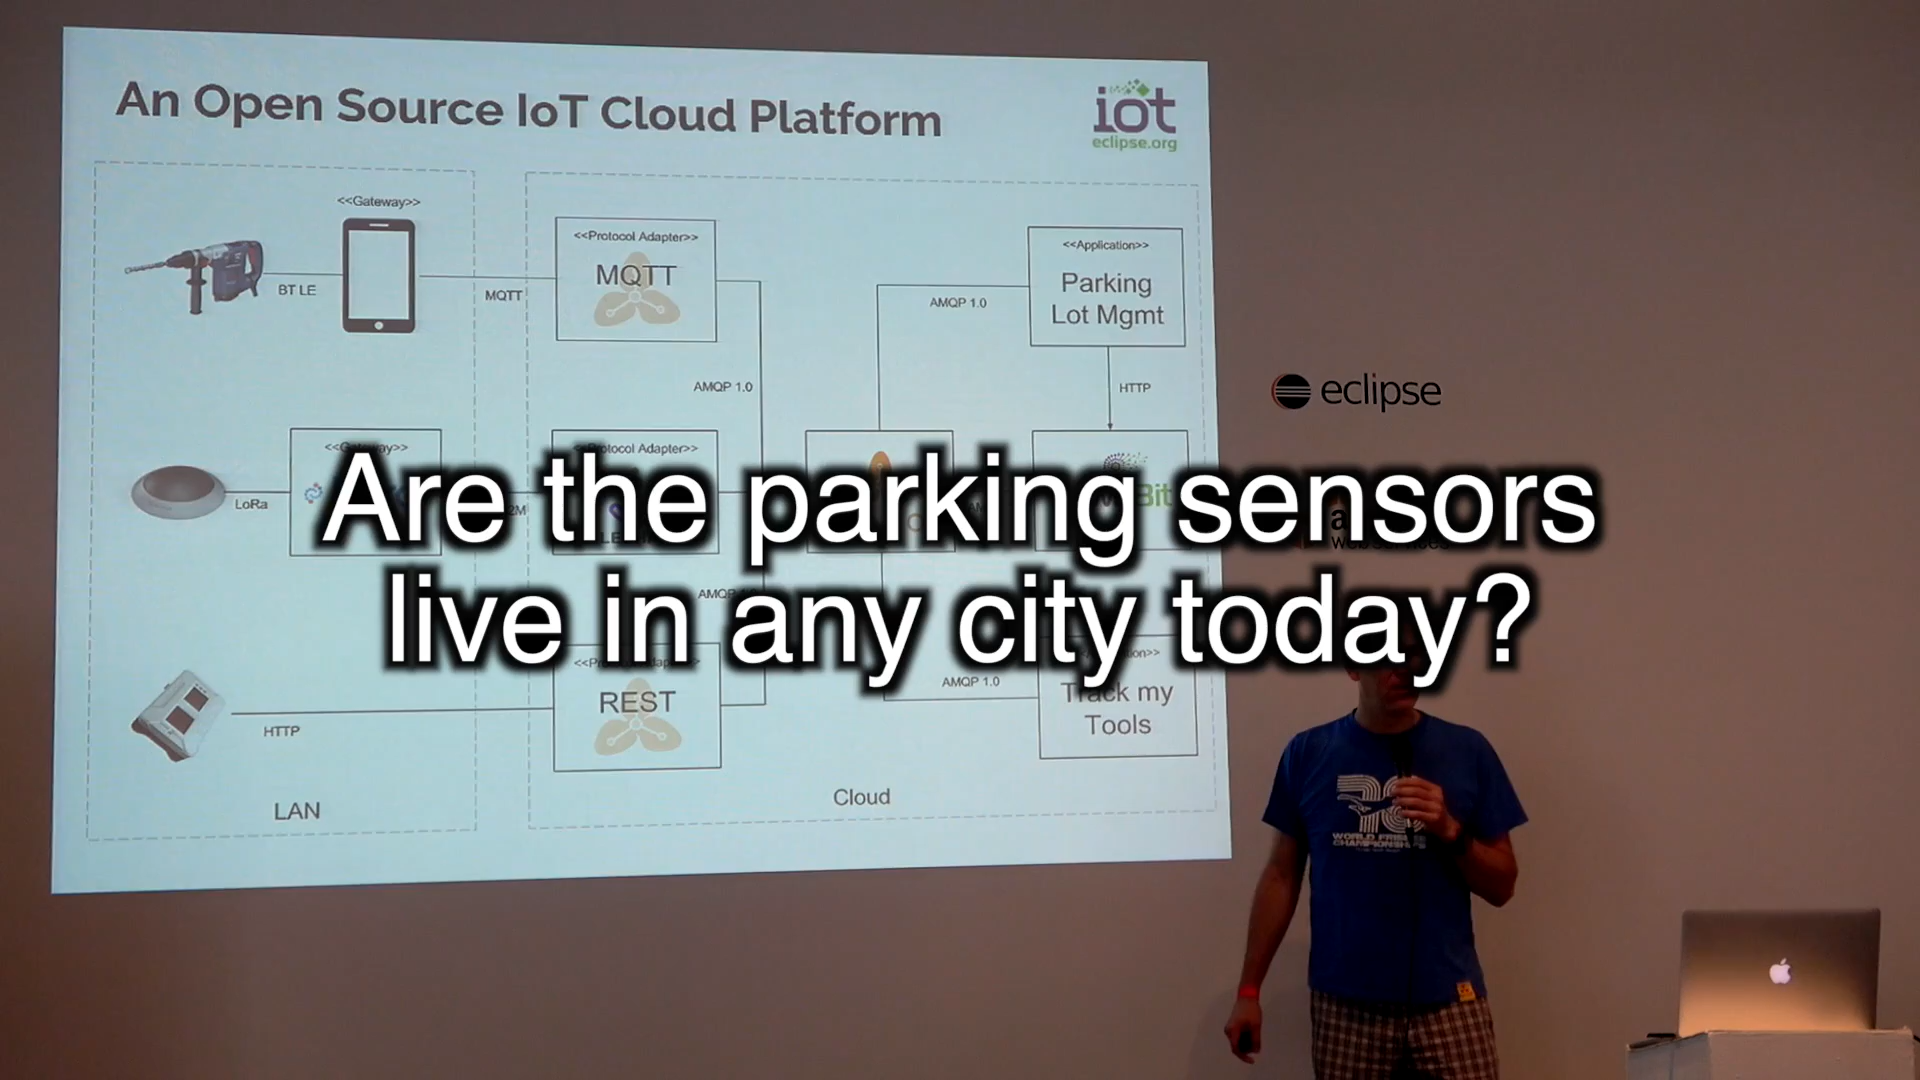 An Open Source IoT Cloud Platform
iot
eclipse.org
<<Gateway>>
BT LE
MQTT
<<Protocol Adapter>>
MQTT
AMQP 1.0
AMQP 1.0
<<Application>>
Parking
Lot Mgmt
HTTP
eclipse
Protocol Adapter>>
LoRa
Bit
Are the parking sensors
live in any city today?
REST
HTTP
AMQP 1.0
Track my
Tools
LAN
Cloud